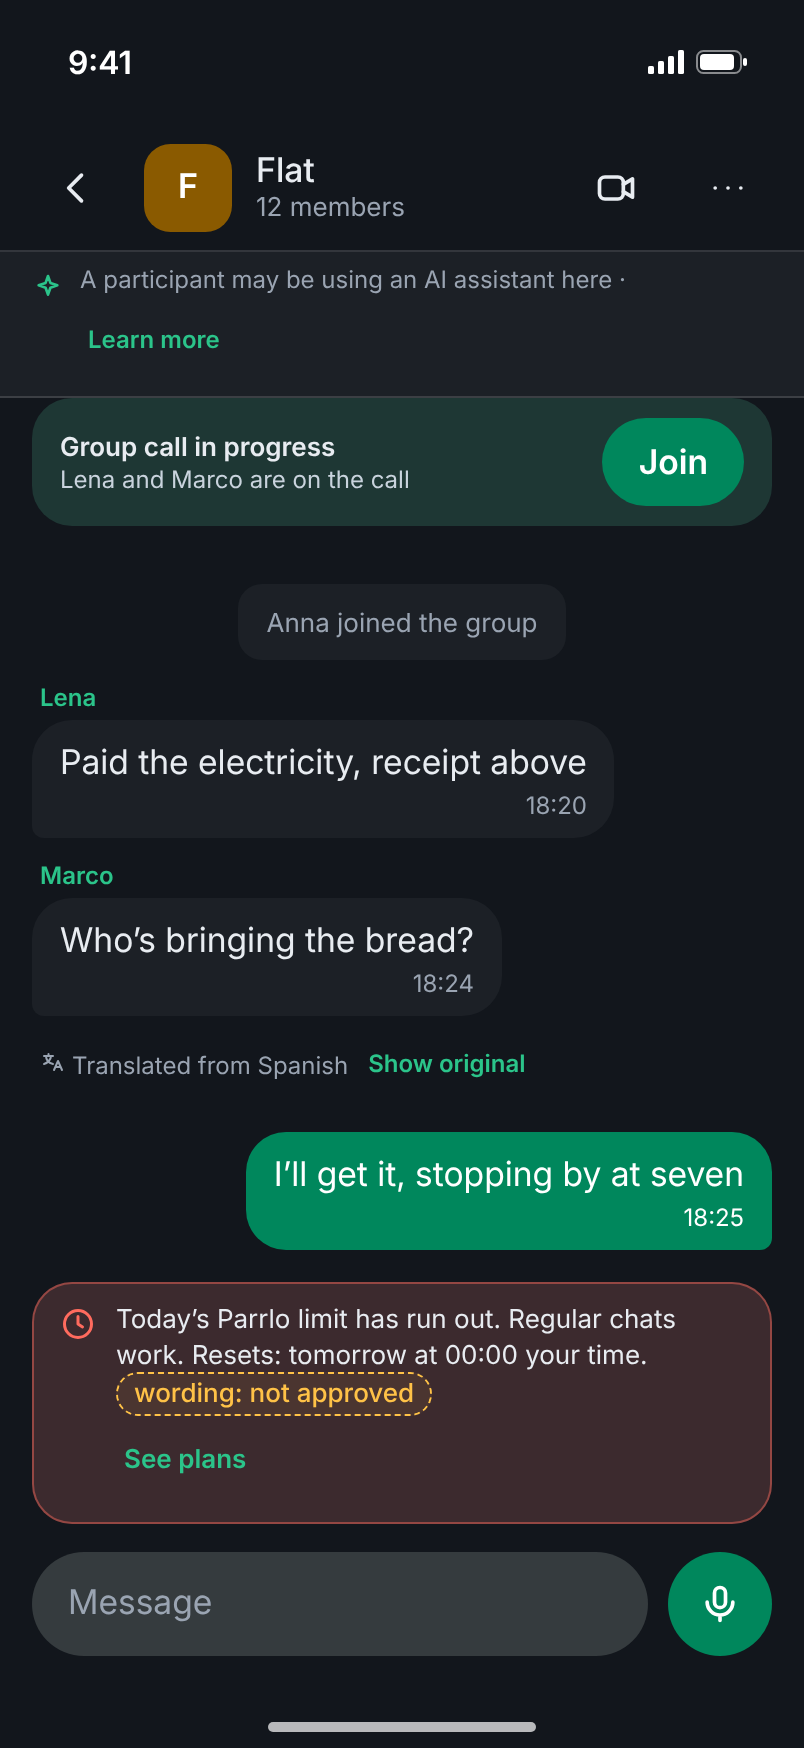 9:41
F
Flat
12 members
A participant may be using an AI assistant here ·
Learn more
Group call in progress
Lena and Marco are on the call
Join
Anna joined the group
Lena
Paid the electricity, receipt above
18:20
Marco
Who’s bringing the bread?
18:24
Translated from Spanish Show original
I’ll get it, stopping by at seven
18:25
Today’s Parrlo limit has run out. Regular chats
work. Resets: tomorrow at 00:00 your time.
wording: not approved
See plans
Message